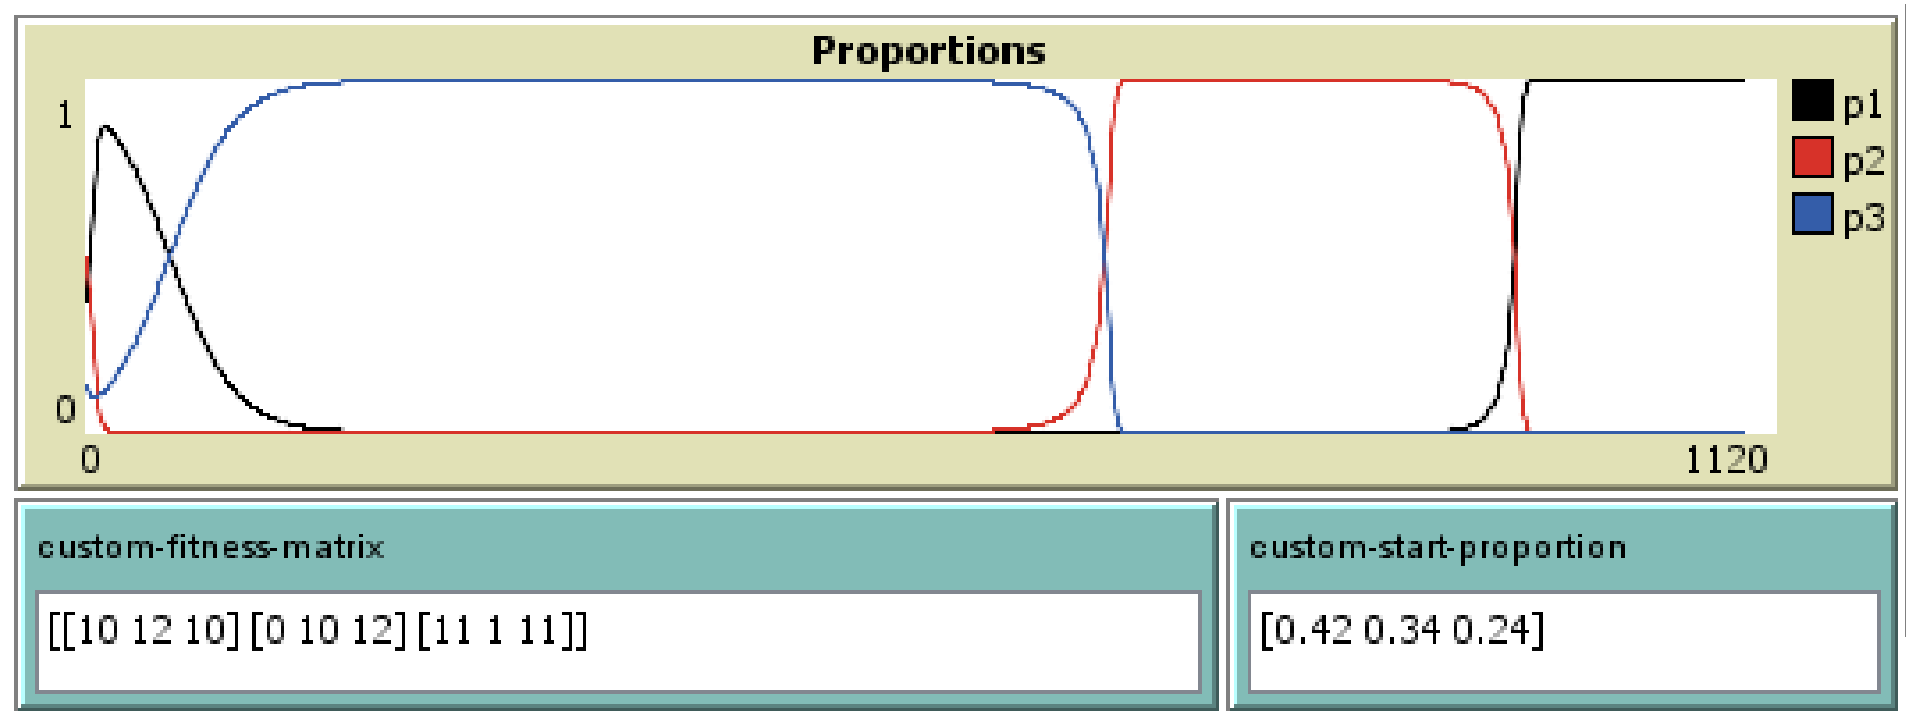 Proportions
1
0
0
1120
p1
p2
p3
custom-fitness-matrix
[[10 12 10] [0 10 12] [11 1 11]]
custom-start-proportion
[0.42 0.34 0.24]